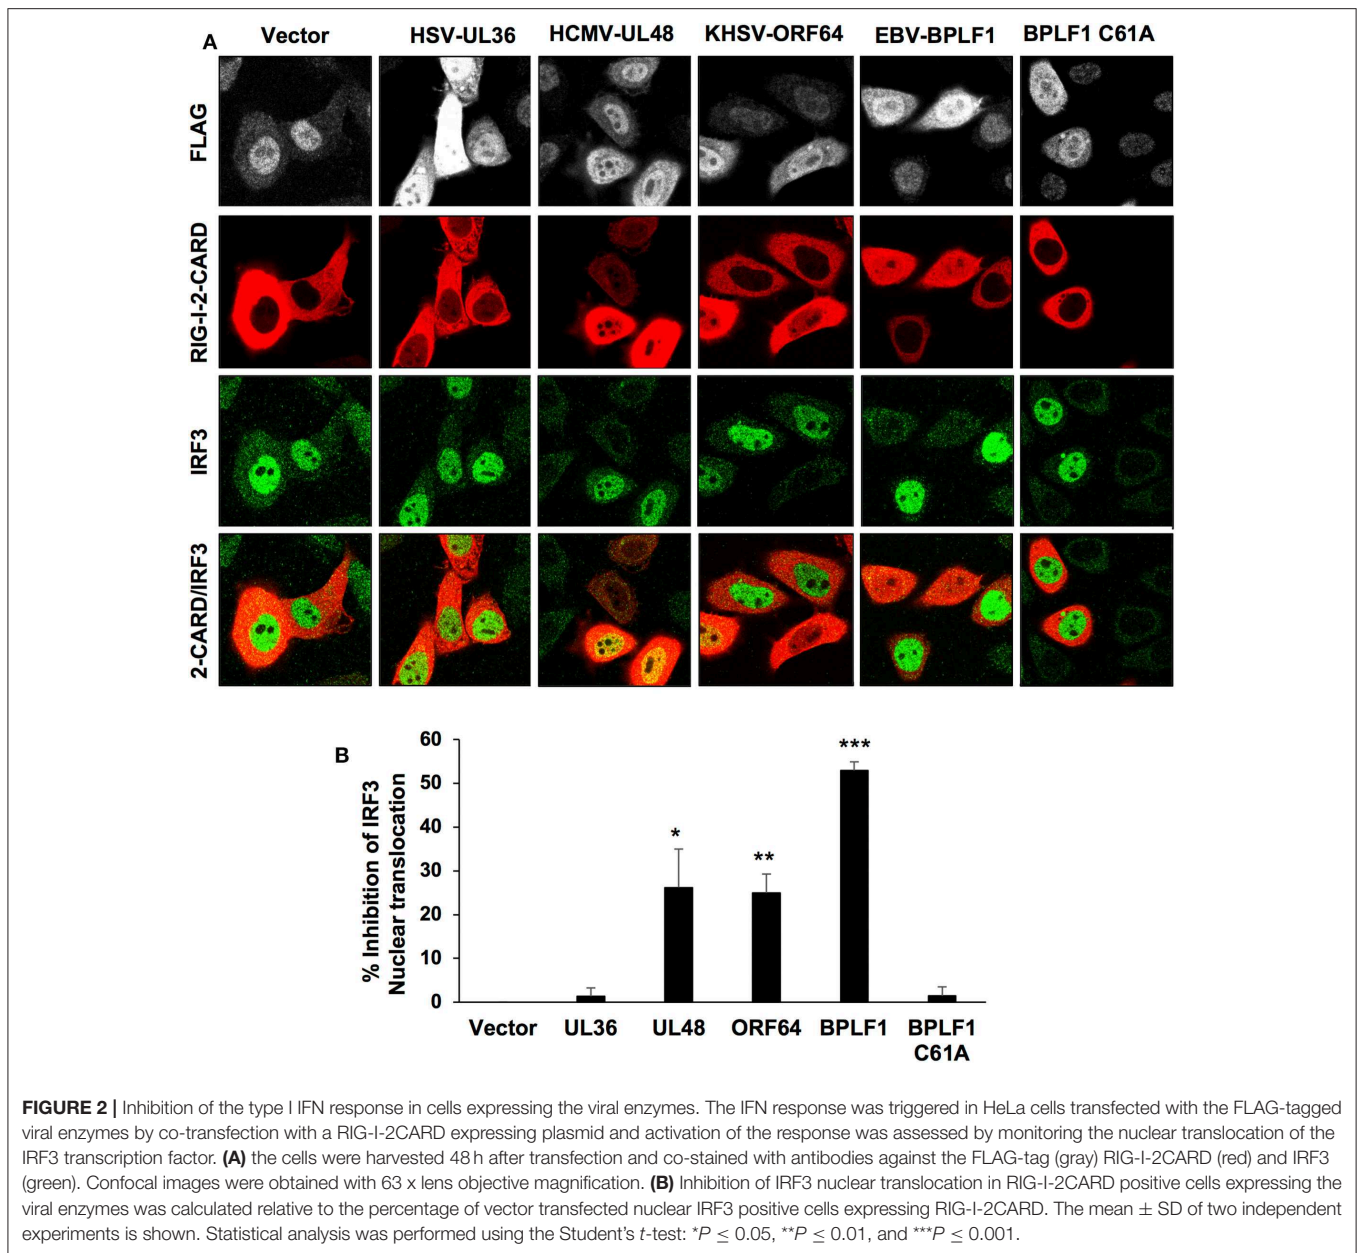 A
Vector
HSV-UL36
HCMV-UL48
KHSV-ORF64
EBV-BPLF1
BPLF1 C61A
FLAG
RIG-I-2-CARD
IRF3
2-CARD/IRF3
B
% Inhibition of IRF3
Nuclear translocation
60
50
40
30
20
10
0
*
**
***
Vector
UL36
UL48
ORF64
BPLF1
BPLF1
C61A
FIGURE 2 | Inhibition of the type I IFN response in cells expressing the viral enzymes. The IFN response was triggered in HeLa cells transfected with the FLAG-tagged
viral enzymes by co-transfection with a RIG-I-2CARD expressing plasmid and activation of the response was assessed by monitoring the nuclear translocation of the
IRF3 transcription factor. (A) the cells were harvested 48 h after transfection and co-stained with antibodies against the FLAG-tag (gray) RIG-I-2CARD (red) and IRF3
(green). Confocal images were obtained with 63 x lens objective magnification. (B) Inhibition of IRF3 nuclear translocation in RIG-I-2CARD positive cells expressing the
viral enzymes was calculated relative to the percentage of vector transfected nuclear IRF3 positive cells expressing RIG-I-2CARD. The mean ± SD of two independent
experiments is shown. Statistical analysis was performed using the Student's t-test: *P ≤ 0.05, **P ≤ 0.01, and ***P ≤ 0.001.